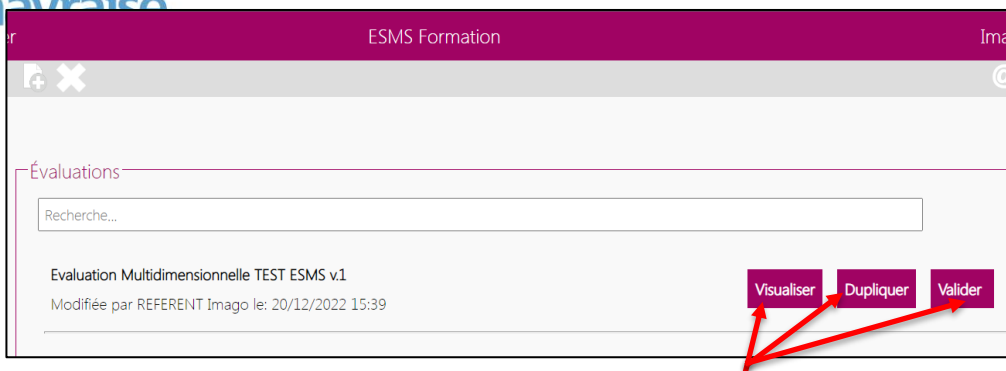 ESMS Formation
Évaluations
Recherche...
Evaluation Multidimensionnelle TEST ESMS v.1
Modifiée par REFERENT Imago le: 20/12/2022 15:39
Visualiser
Dupliquer
Valider